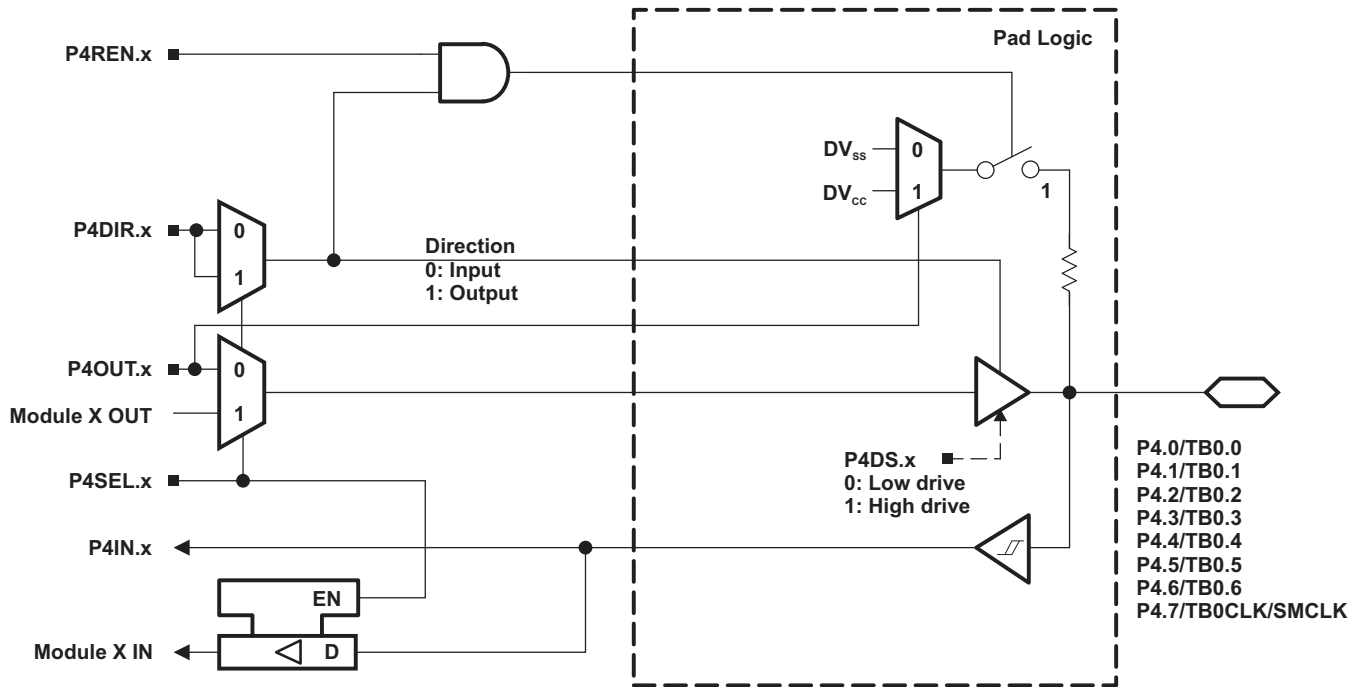 Pad Logic
P4REN.x
DVss
0
DVcc
1
1
P4DIR.x
0
1
Direction
0: Input
1: Output
P4OUT.x
0
Module X OUT
1
P4SEL.x
P4DS.x
0: Low drive
1: High drive
P4.0/TB0.0
P4.1/TB0.1
P4.2/TB0.2
P4.3/TB0.3
P4.4/TB0.4
P4.5/TB0.5
P4.6/TB0.6
P4.7/TB0CLK/SMCLK
P4IN.x
EN
Module X IN
D